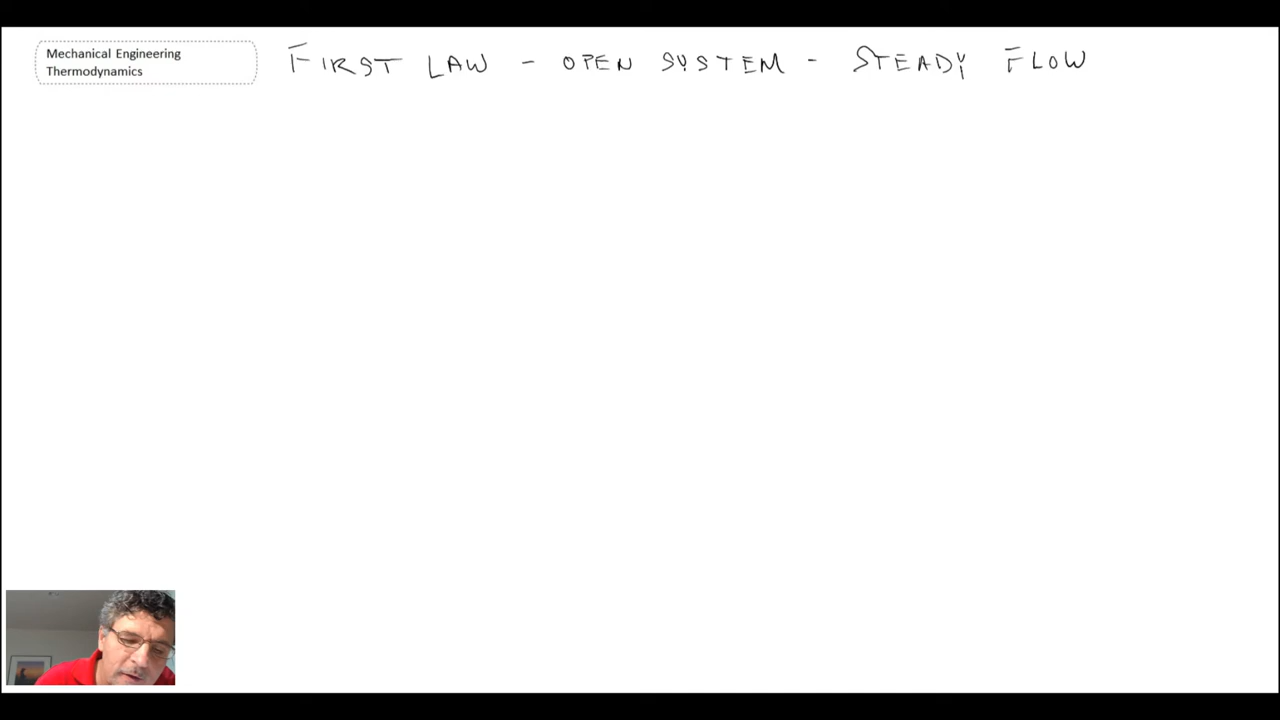 Mechanical Engineering
Thermodynamics
FIRST LAW - OPEN SYSTEM - STEADY FLOW